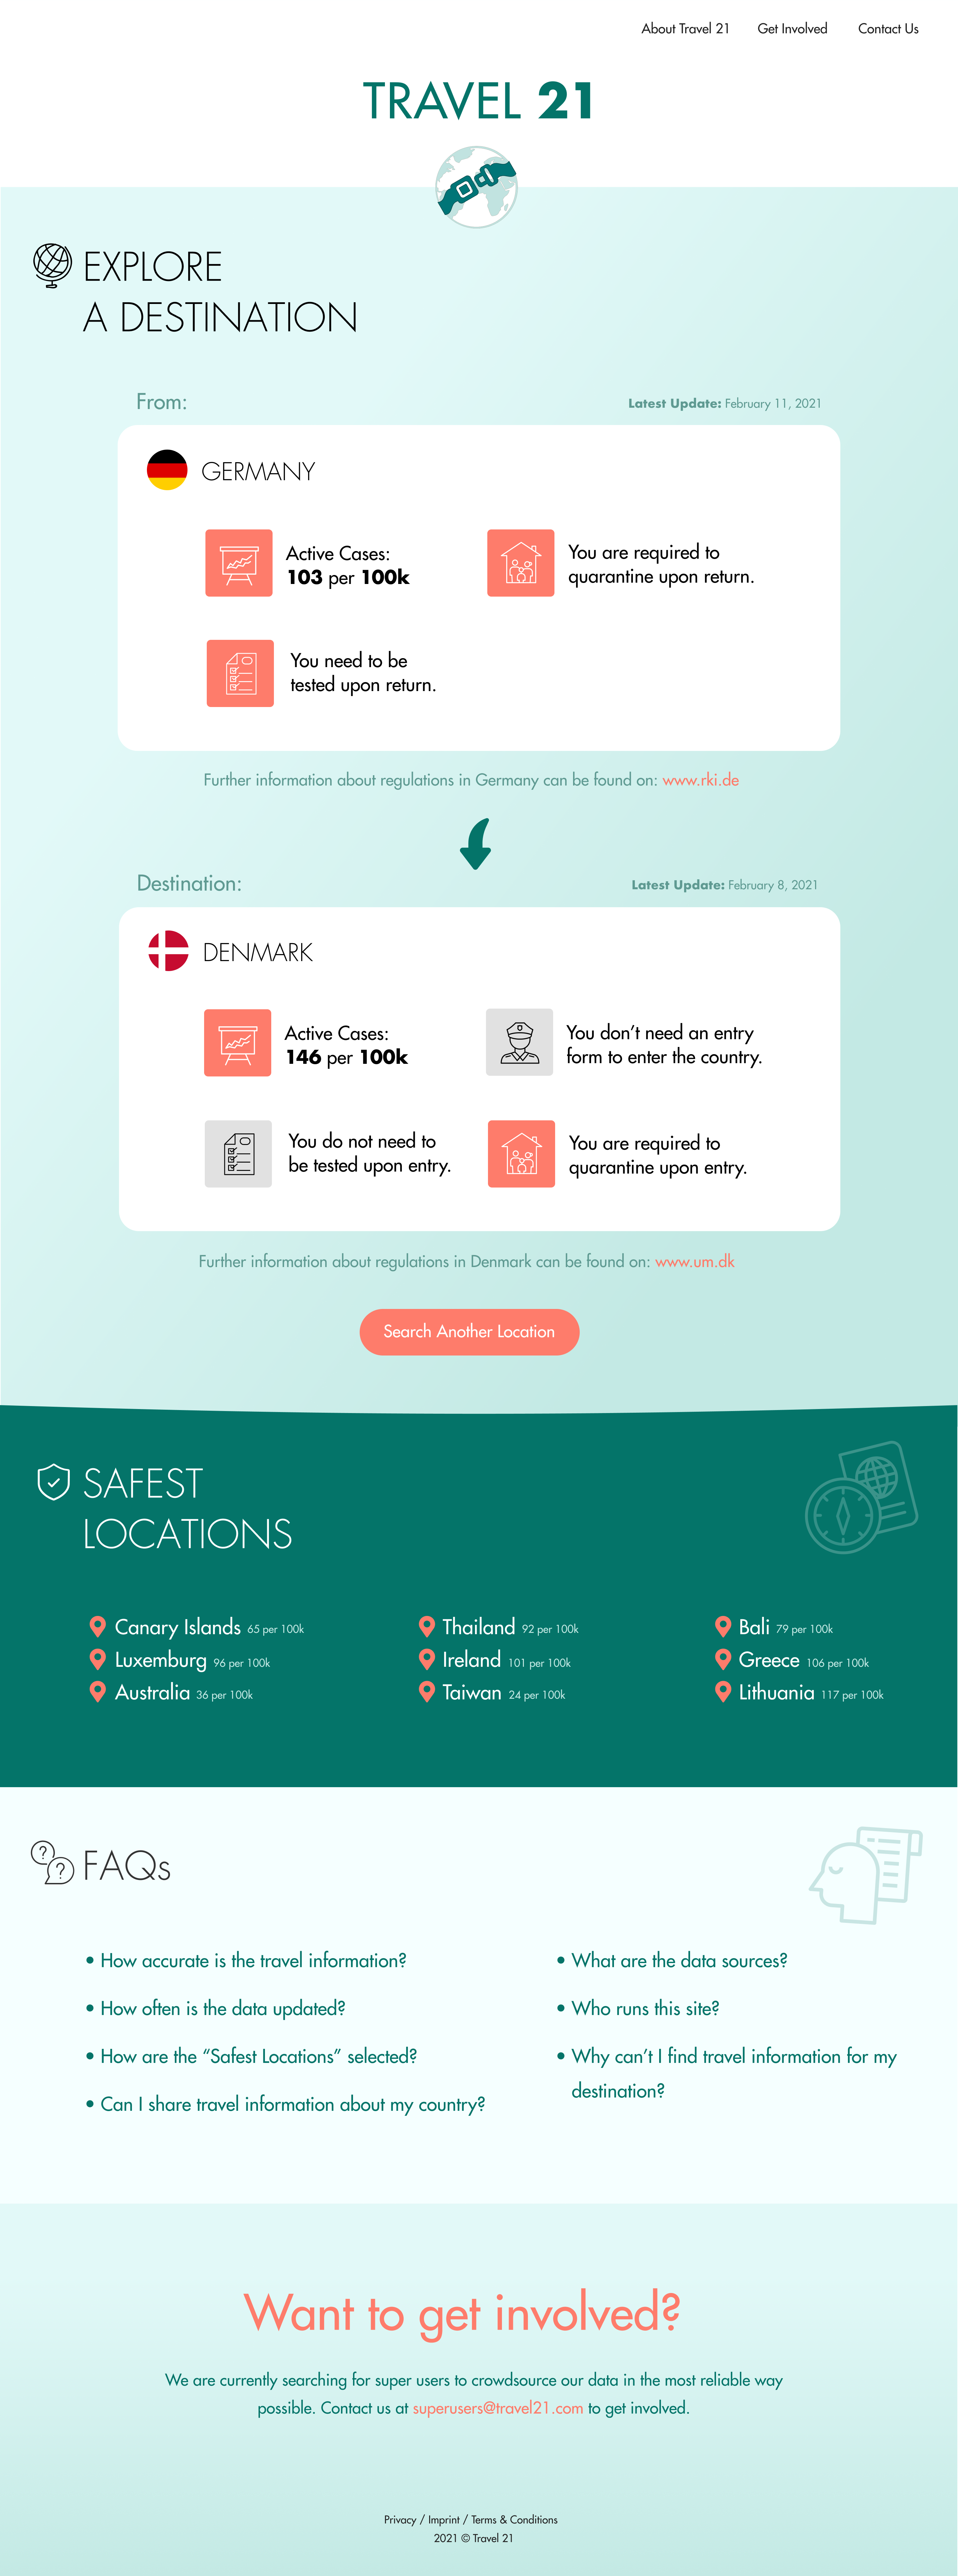 About Travel 21 Get Involved Contact Us
TRAVEL 21
EXPLORE
A DESTINATION
From:
Latest Update: February 11, 2021
GERMANY
Active Cases:
103 per 100k
You are required to
quarantine upon return.
You need to be
tested upon return.
Further information about regulations in Germany can be found on: www.rki.de
Destination:
Latest Update: February 8, 2021
DENMARK
Active Cases:
146 per 100k
You don't need an entry
form to enter the country.
You do not need to
be tested upon entry.
You are required to
quarantine upon entry.
Further information about regulations in Denmark can be found on: www.um.dk
Search Another Location
SAFEST
LOCATIONS
Canary Islands 65 per 100k
Luxemburg 96 per 100k
Australia 36 per 100k
Thailand 92 per 100k
Ireland 101 per 100k
Taiwan 24 per 100k
Bali 79 per 100k
Greece 106 per 100k
Lithuania 117 per 100k
? ? FAQs
• How accurate is the travel information?
• How often is the data updated?
• How are the “Safest Locations” selected?
• Can I share travel information about my country?
• What are the data sources?
• Who runs this site?
• Why can't I find travel information for my
destination?
Want to get involved?
We are currently searching for super users to crowdsource our data in the most reliable way
possible. Contact us at superusers@travel21.com to get involved.
Privacy / Imprint / Terms & Conditions
2021 © Travel 21